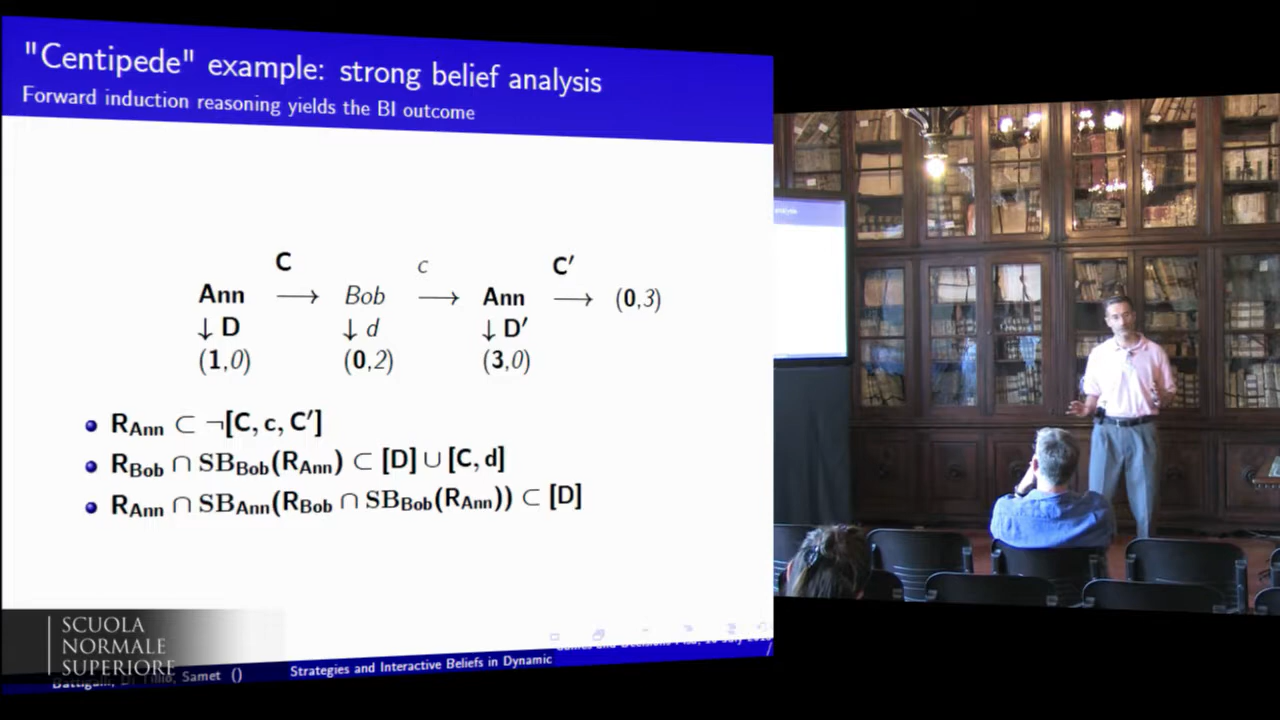 "Centipede" example: strong belief analysis
Forward induction reasoning yields the BI outcome
C c C′
Ann ⟶ Bob ⟶ Ann ⟶ (0,3)
↓ D ↓ d ↓ D′
(1,0) (0,2) (3,0)
• R_Ann ⊂ ¬[C, c, C′]
• R_Bob ∩ SB_Bob(R_Ann) ⊂ [D] ∪ [C, d]
• R_Ann ∩ SB_Ann(R_Bob ∩ SB_Bob(R_Ann)) ⊂ [D]
SCUOLA
NORMALE
SUPERIORE
Samet ()
Strategies and Interactive Beliefs in Dynamic
analysis